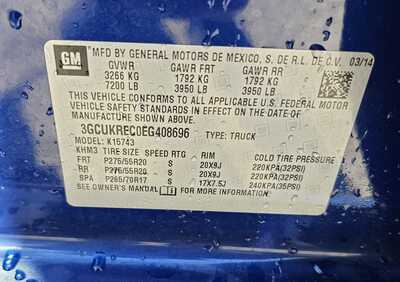 GM MFD BY GENERAL MOTORS DE MEXICO, S. DE R.L. DE C.V. 03/14
GVWR GAWR FRT GAWR RR
3266 KG 1792 KG 1792 KG
7200 LB 3950 LB 3950 LB
THIS VEHICLE CONFORMS TO ALL APPLICABLE U.S. FEDERAL
SAFETY STANDARDS IN EFFECT ON THE DATE OF
MANUFACTURE SHOWN ABOVE.
3GCUKREC0EG408696 TYPE: TRUCK
MODEL: K15743
KHM3 TIRE SIZE SPEED RTG RIM COLD TIRE PRESSURE
FRT P275/55R20 S 20X9J 220KPA(32PSI)
RR P275/55R20 S 20X9J 220KPA(32PSI)
SPA P265/70R17 S 17X7.5J 240KPA(35PSI)
SEE OWNER'S MANUAL FOR MORE INFORMATION.